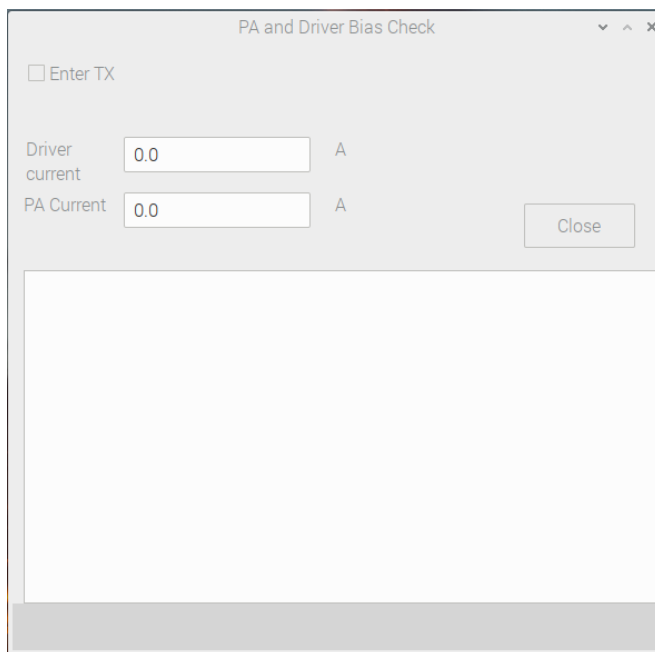 PA and Driver Bias Check
Enter TX
Driver
current
0.0
A
PA Current
0.0
A
Close